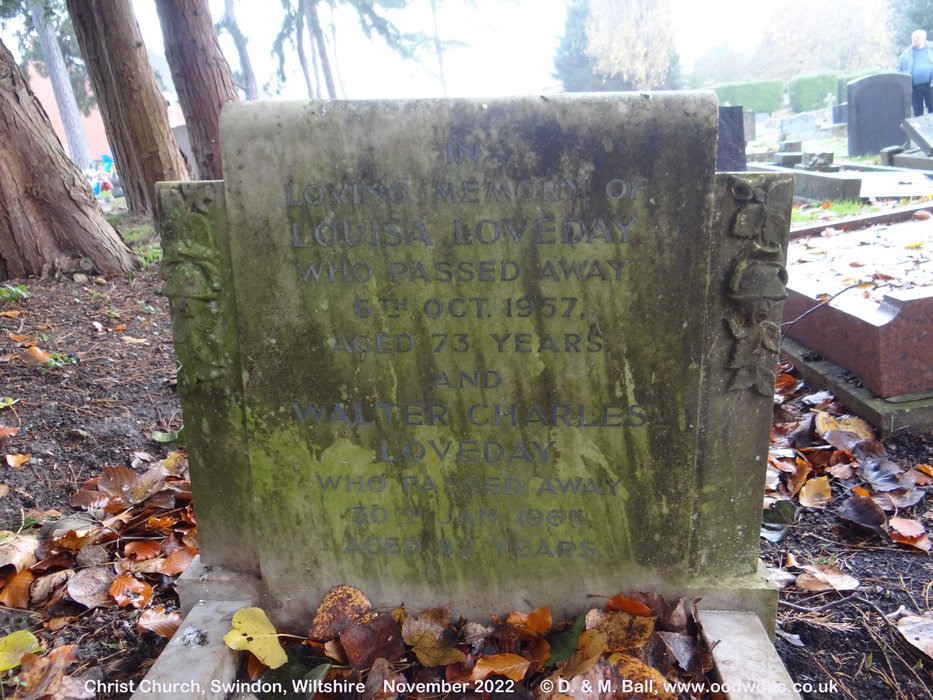 IN
LOVING MEMORY OF
LOUISA LOVEDAY
WHO PASSED AWAY
6TH OCT. 1957,
AGED 73 YEARS
AND
WALTER CHARLES
LOVEDAY
WHO PASSED AWAY
30TH JAN. 1965.
AGED YEARS.
Christ Church, Swindon, Wiltshire November 2022 © D. & M. Ball, www.oodwooc.co.uk